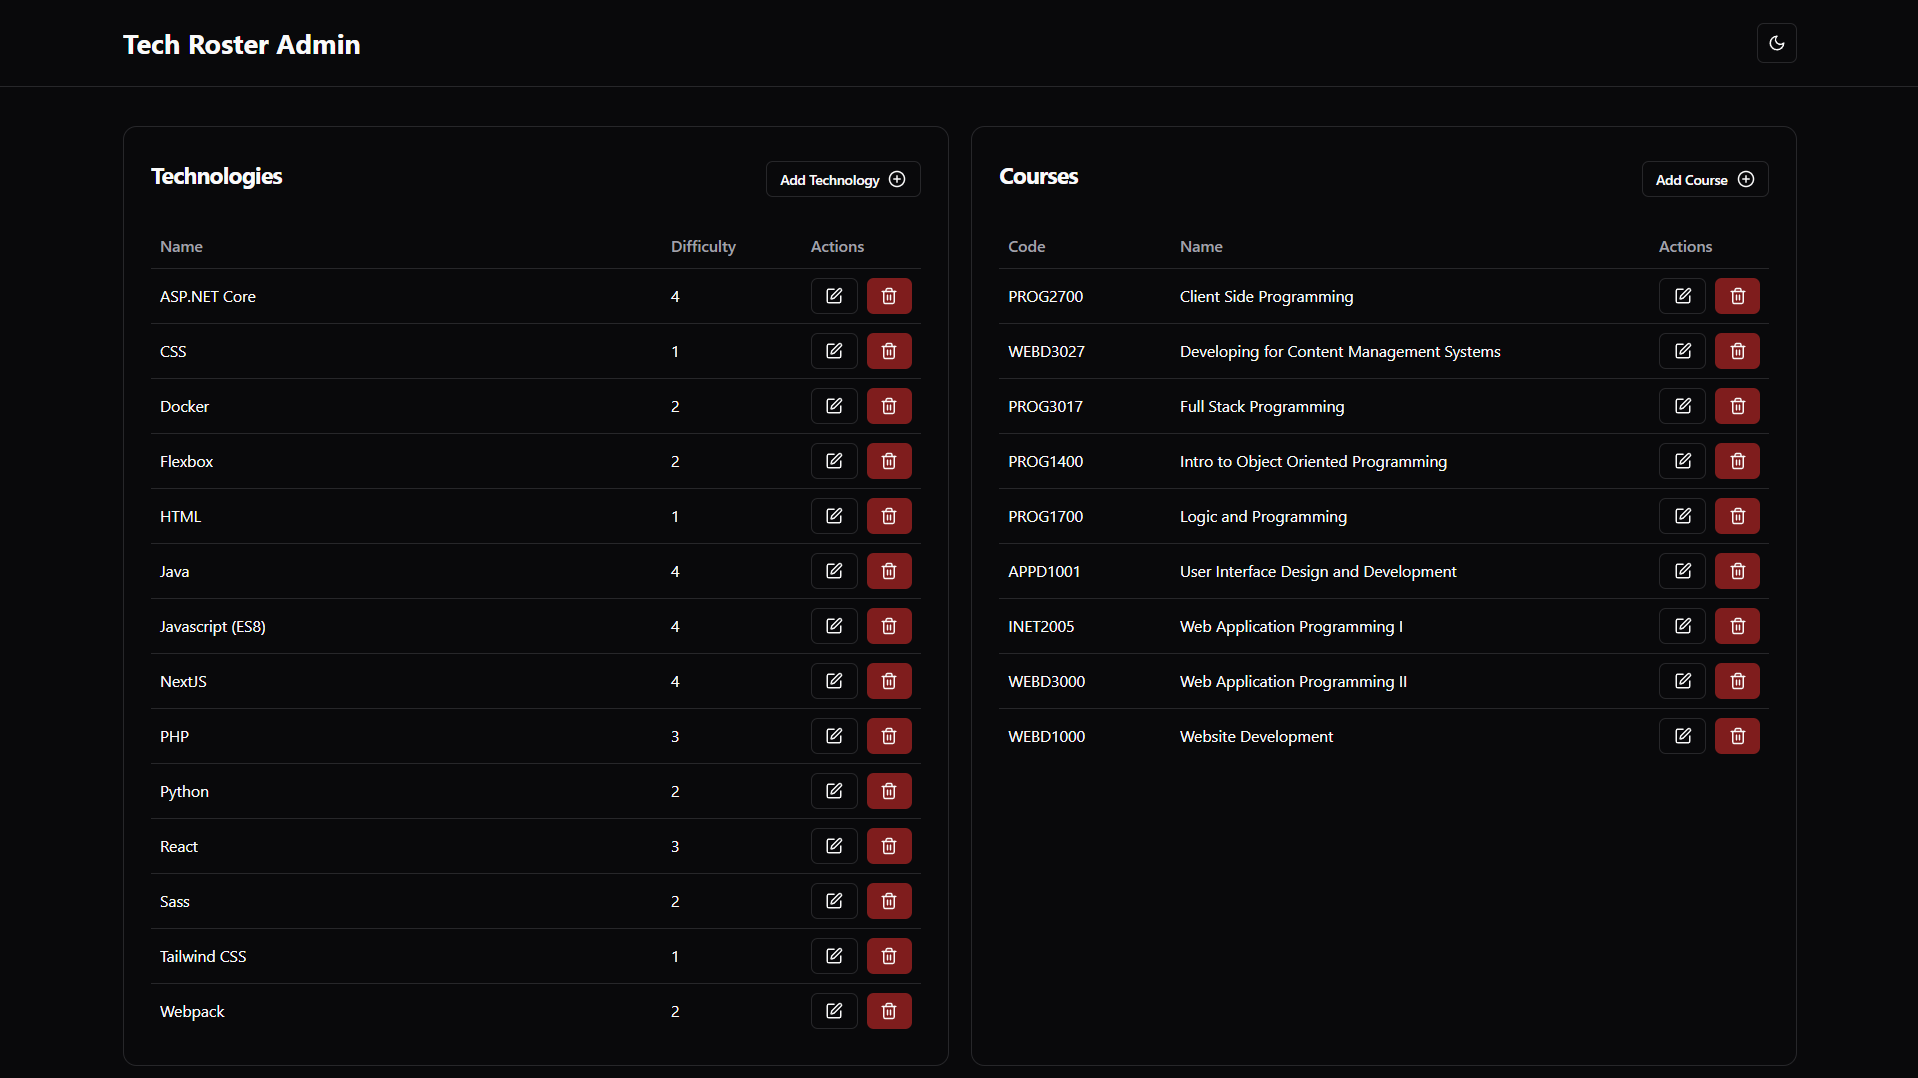 Tech Roster Admin
Technologies
Add Technology
Name Difficulty Actions
ASP.NET Core 4
CSS 1
Docker 2
Flexbox 2
HTML 1
Java 4
Javascript (ES8) 4
NextJS 4
PHP 3
Python 2
React 3
Sass 2
Tailwind CSS 1
Webpack 2
Courses
Add Course
Code Name Actions
PROG2700 Client Side Programming
WEBD3027 Developing for Content Management Systems
PROG3017 Full Stack Programming
PROG1400 Intro to Object Oriented Programming
PROG1700 Logic and Programming
APPD1001 User Interface Design and Development
INET2005 Web Application Programming I
WEBD3000 Web Application Programming II
WEBD1000 Website Development